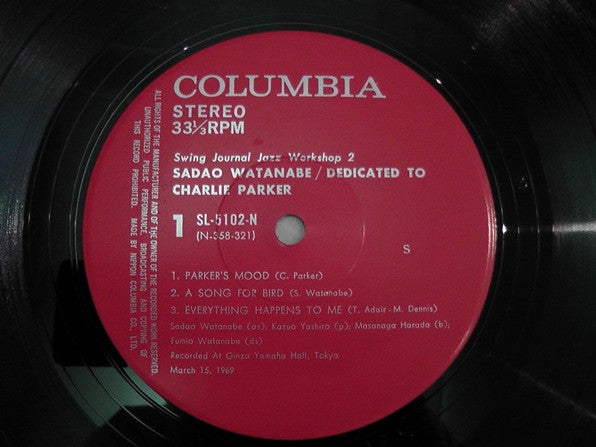 COLUMBIA
STEREO
33⅓RPM
Swing Journal Jazz Workshop 2
SADAO WATANABE / DEDICATED TO
CHARLIE PARKER
1 SL-5102-N
(N-358-321)
S
1. PARKER'S MOOD (C. Parker)
2. A SONG FOR BIRD (S. Watanabe)
3. EVERYTHING HAPPENS TO ME (T. Adair - M. Dennis)
Sadao Watanabe (as), Kazuo Yashiro (p); Masanaga Harada (b);
Fumio Watanabe (ds)
Recorded At Ginza Yamaha Hall, Tokyo
March 15, 1969
ALL RIGHTS OF THE MANUFACTURER AND OF THE OWNER OF THE RECORDED WORK RESERVED.
UNAUTHORIZED PUBLIC PERFORMANCE, BROADCASTING AND COPYING OF
THIS RECORD PROHIBITED. MADE BY NIPPON COLUMBIA CO., LTD.